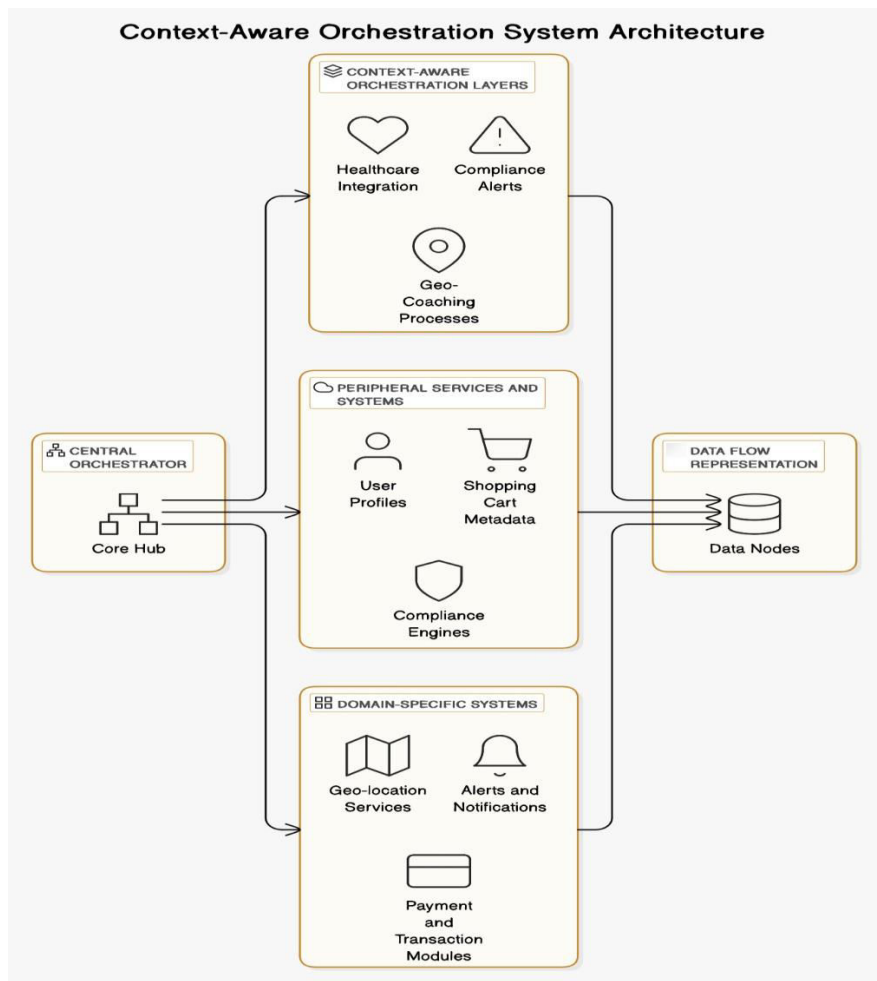 Context-Aware Orchestration System Architecture
CONTEXT-AWARE
ORCHESTRATION LAYERS
Healthcare
Integration
Compliance
Alerts
Geo-
Coaching
Processes
PERIPHERAL SERVICES AND
SYSTEMS
User
Profiles
Shopping
Cart
Metadata
Compliance
Engines
CENTRAL
ORCHESTRATOR
Core Hub
DATA FLOW
REPRESENTATION
Data Nodes
DOMAIN-SPECIFIC SYSTEMS
Geo-location
Services
Alerts and
Notifications
Payment
and
Transaction
Modules